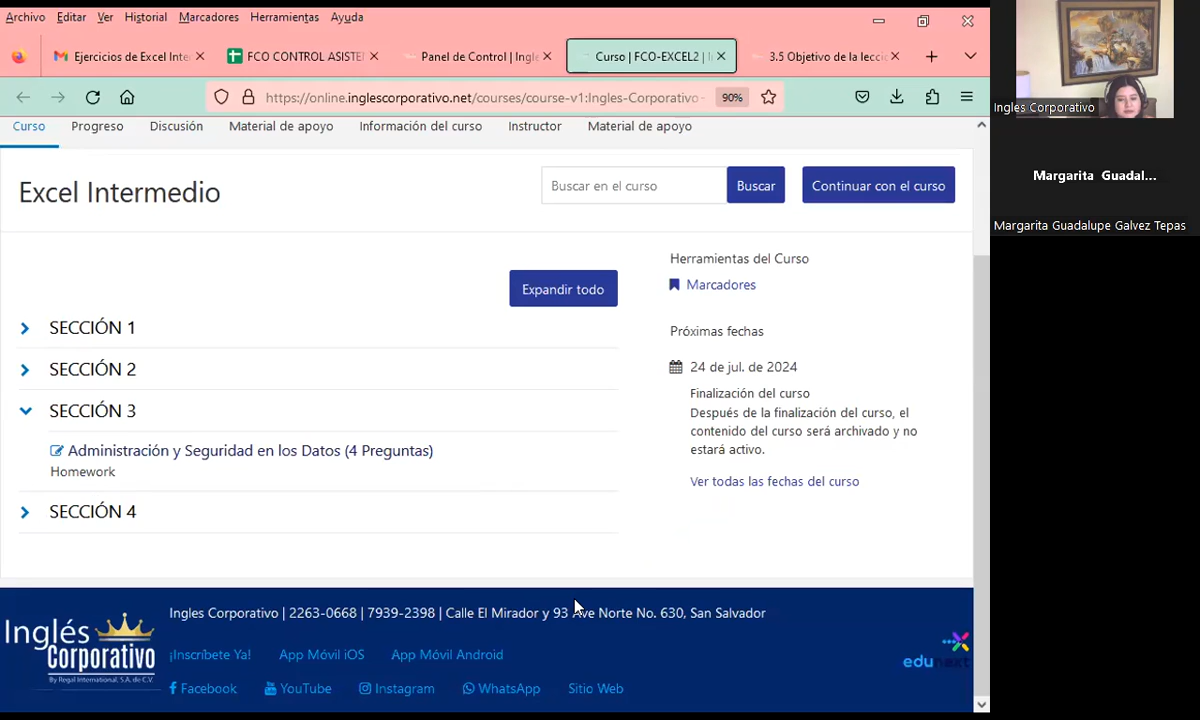 Archivo Editar Ver Historial Marcadores Herramientas Ayuda
Ejercicios de Excel Inte
FCO CONTROL ASISTE
Panel de Control | Ingle
Curso | FCO-EXCEL2 | I
3.5 Objetivo de la lecci
https://online.inglescorporativo.net/courses/course-v1:Ingles-Corporativo
90%
Curso Progreso Discusión Material de apoyo Información del curso Instructor Material de apoyo
Excel Intermedio
Buscar en el curso
Buscar
Continuar con el curso
Expandir todo
SECCIÓN 1
SECCIÓN 2
SECCIÓN 3
Administración y Seguridad en los Datos (4 Preguntas)
Homework
SECCIÓN 4
Herramientas del Curso
Marcadores
Próximas fechas
24 de jul. de 2024
Finalización del curso
Después de la finalización del curso, el
contenido del curso será archivado y no
estará activo.
Ver todas las fechas del curso
Inglés
Corporativo
By Regal International, S.A. de C.V.
Ingles Corporativo | 2263-0668 | 7939-2398 | Calle El Mirador y 93 Ave Norte No. 630, San Salvador
¡Inscríbete Ya! App Móvil iOS App Móvil Android
Facebook YouTube Instagram WhatsApp Sitio Web
edunext
Ingles Corporativo
Margarita Guadal...
Margarita Guadalupe Galvez Tepas